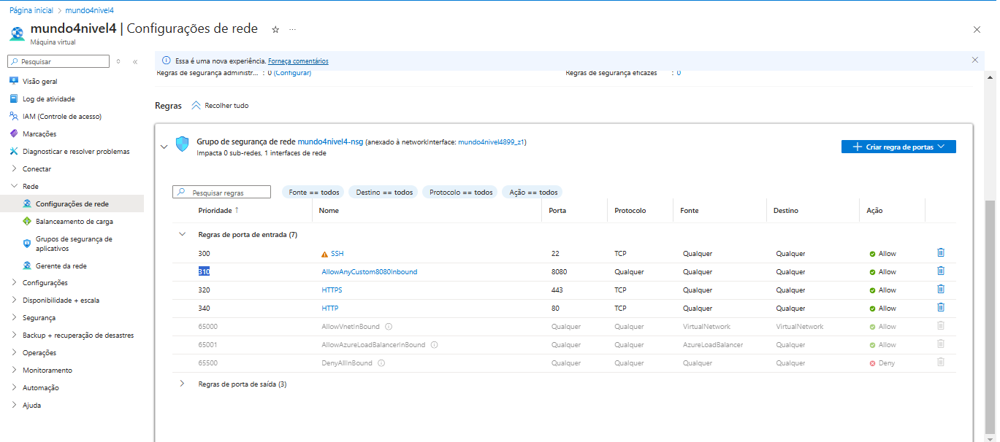 Página inicial > mundo4nivel4
mundo4nivel4 | Configurações de rede ☆ ...
Máquina virtual
Pesquisar
Essa é uma nova experiência. Forneça comentários
Visão geral
Log de atividade
IAM (Controle de acesso)
Marcações
Diagnosticar e resolver problemas
Conectar
Rede
Configurações de rede
Balanceamento de carga
Grupos de segurança de
aplicativos
Gerente da rede
Configurações
Disponibilidade + escala
Segurança
Backup + recuperação de desastres
Operações
Monitoramento
Automação
Ajuda
Regras de segurança administr... : 0 (Configurar)
Regras de segurança eficazes : 0
Regras Recolher tudo
Grupo de segurança de rede mundo4nivel4-nsg (anexado à networkInterface: mundo4nivel4899_z1)
Impacta 0 sub-redes, 1 interfaces de rede
+ Criar regra de portas
Pesquisar regras Fonte == todos Destino == todos Protocolo == todos Ação == todos
Prioridade ↑ Nome Porta Protocolo Fonte Destino Ação
Regras de porta de entrada (7)
300 SSH 22 TCP Qualquer Qualquer Allow
310 AllowAnyCustom8080Inbound 8080 Qualquer Qualquer Qualquer Allow
320 HTTPS 443 TCP Qualquer Qualquer Allow
340 HTTP 80 TCP Qualquer Qualquer Allow
65000 AllowVnetInBound Qualquer Qualquer VirtualNetwork VirtualNetwork Allow
65001 AllowAzureLoadBalancerInBound Qualquer Qualquer AzureLoadBalancer Qualquer Allow
65500 DenyAllInBound Qualquer Qualquer Qualquer Qualquer Deny
Regras de porta de saída (3)